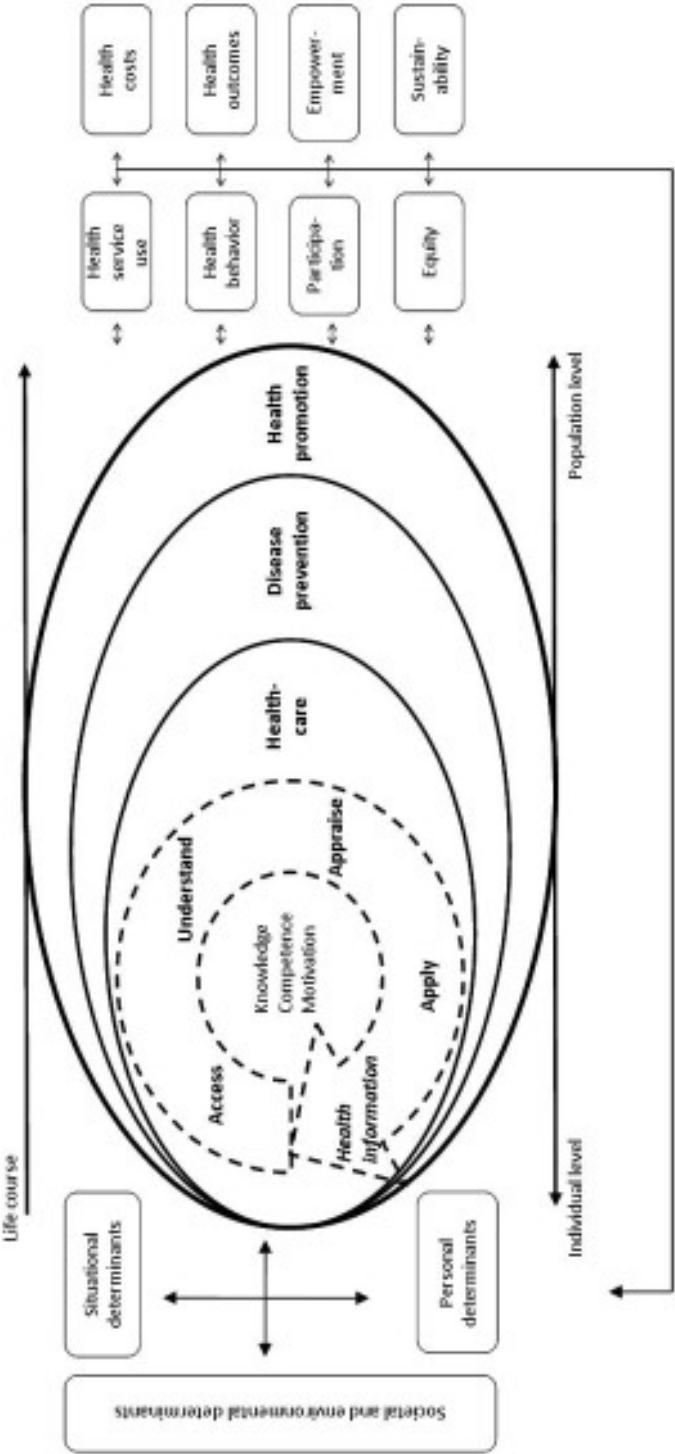 Life course
Societal and environmental determinants
Situational
determinants
Personal
determinants
Access
Understand
Appraise
Apply
Health
information
Knowledge
Competence
Motivation
Health-
care
Disease
prevention
Health
promotion
Individual level
Population level
Health
service
use
Health
behavior
Participa-
tion
Equity
Health
costs
Health
outcomes
Empower-
ment
Sustain-
ability